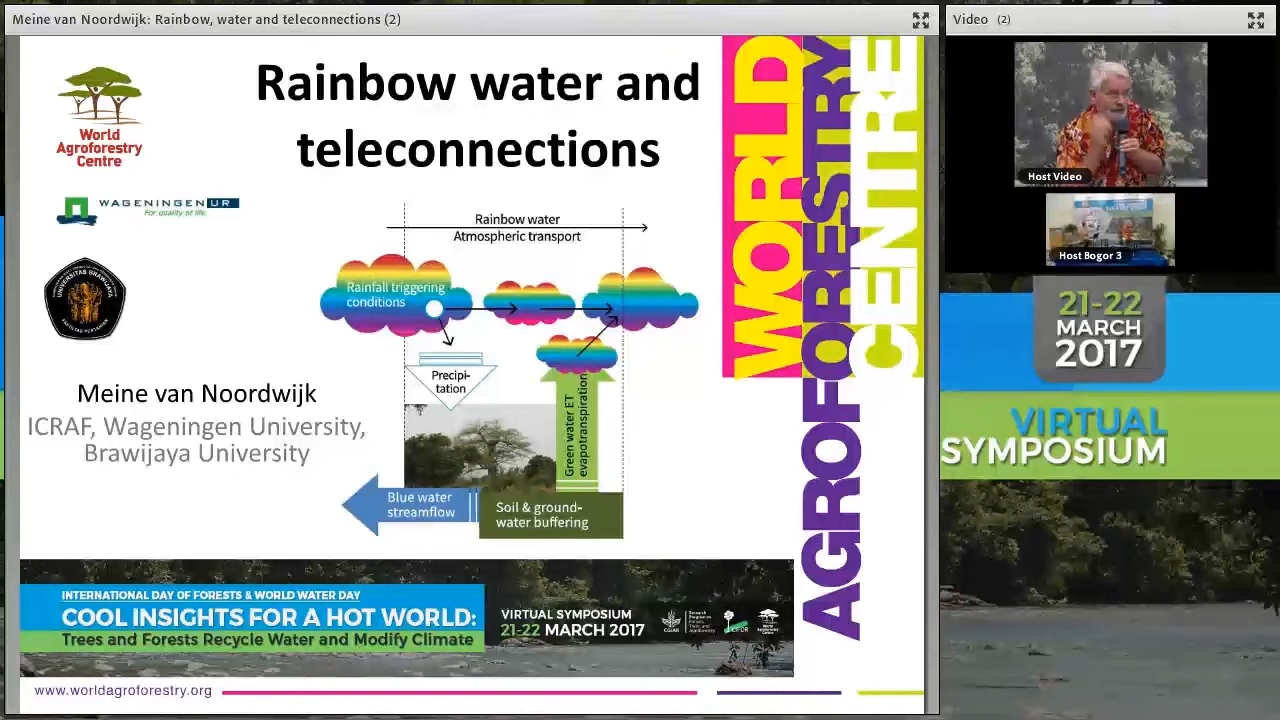 Meine van Noordwijk: Rainbow, water and teleconnections (2)
Video (2)
Rainbow water and
teleconnections
World
Agroforestry
Centre
WAGENINGEN UR
For quality of life
UNIVERSITAS BRAWIJAYA
Rainbow water
Atmospheric transport
Rainfall triggering
conditions
Precipi-
tation
Green water ET
evapotranspiration
Blue water
streamflow
Soil & ground-
water buffering
Meine van Noordwijk
ICRAF, Wageningen University,
Brawijaya University
WORLD
AGROFORESTRY
CENTRE
INTERNATIONAL DAY OF FORESTS & WORLD WATER DAY
COOL INSIGHTS FOR A HOT WORLD:
Trees and Forests Recycle Water and Modify Climate
VIRTUAL SYMPOSIUM
21-22 MARCH 2017
CGIAR
CIFOR
www.worldagroforestry.org
Host Video
Host Bogor 3
21-22
MARCH
2017
VIRTUAL
SYMPOSIUM